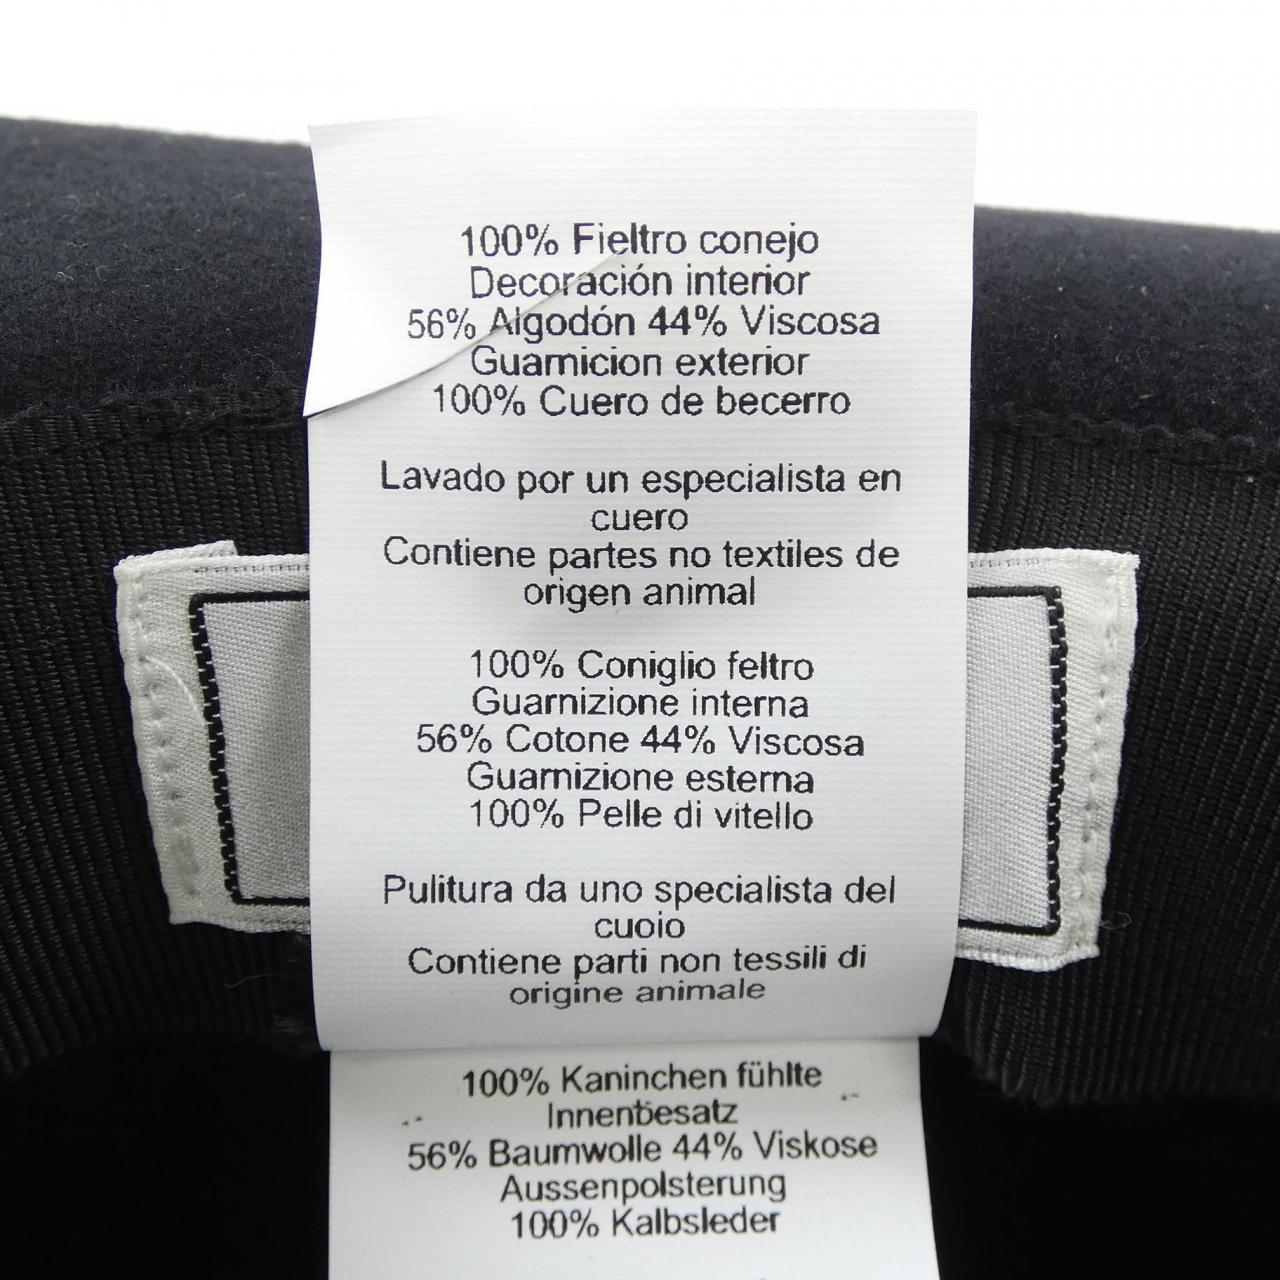 100% Fieltro conejo
Decoración interior
56% Algodón 44% Viscosa
Guarnicion exterior
100% Cuero de becerro
Lavado por un especialista en
cuero
Contiene partes no textiles de
origen animal
100% Coniglio feltro
Guarnizione interna
56% Cotone 44% Viscosa
Guarnizione esterna
100% Pelle di vitello
Pulitura da uno specialista del
cuoio
Contiene parti non tessili di
origine animale
100% Kaninchen fühlte
Innenbesatz
56% Baumwolle 44% Viskose
Aussenpolsterung
100% Kalbsleder